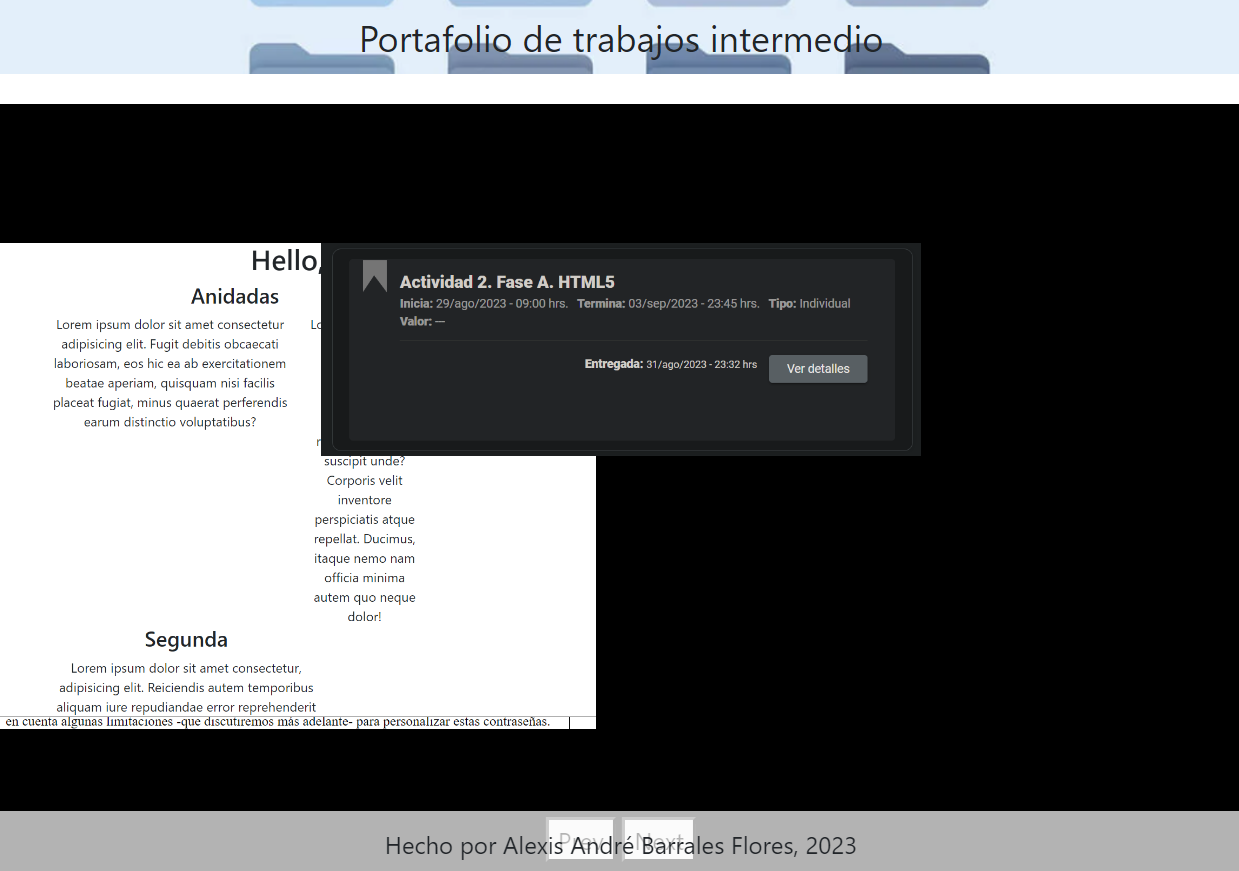 Portafolio de trabajos intermedio
Hello,
Anidadas
Lorem ipsum dolor sit amet consectetur
adipisicing elit. Fugit debitis obcaecati
laboriosam, eos hic ea ab exercitationem
beatae aperiam, quisquam nisi facilis
placeat fugiat, minus quaerat perferendis
earum distinctio voluptatibus?
suscipit unde?
Corporis velit
inventore
perspiciatis atque
repellat. Ducimus,
itaque nemo nam
officia minima
autem quo neque
dolor!
Segunda
Lorem ipsum dolor sit amet consectetur,
adipisicing elit. Reiciendis autem temporibus
aliquam iure repudiandae error reprehenderit
en cuenta algunas limitaciones -que discutiremos más adelante- para personalizar estas contraseñas.
Actividad 2. Fase A. HTML5
Inicia: 29/ago/2023 - 09:00 hrs. Termina: 03/sep/2023 - 23:45 hrs. Tipo: Individual
Valor: —
Entregada: 31/ago/2023 - 23:32 hrs
Ver detalles
Prev
Next
Hecho por Alexis André Barrales Flores, 2023